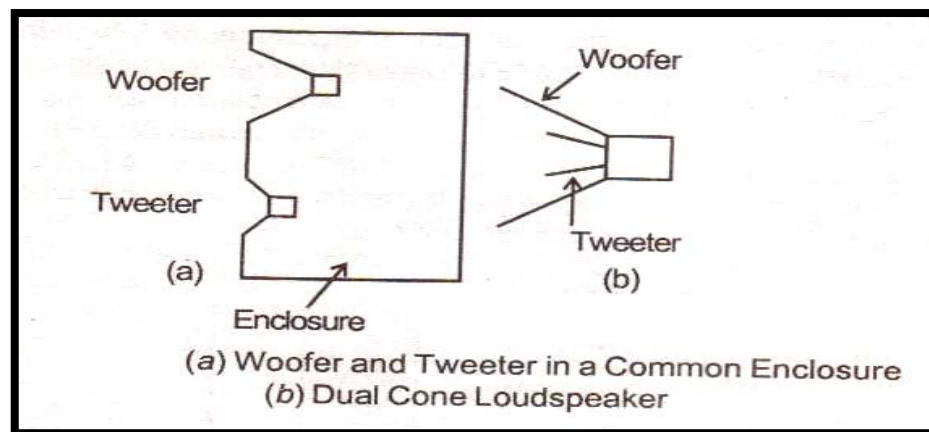 Woofer
Tweeter
(a)
Enclosure
Woofer
Tweeter
(b)
(a) Woofer and Tweeter in a Common Enclosure
(b) Dual Cone Loudspeaker